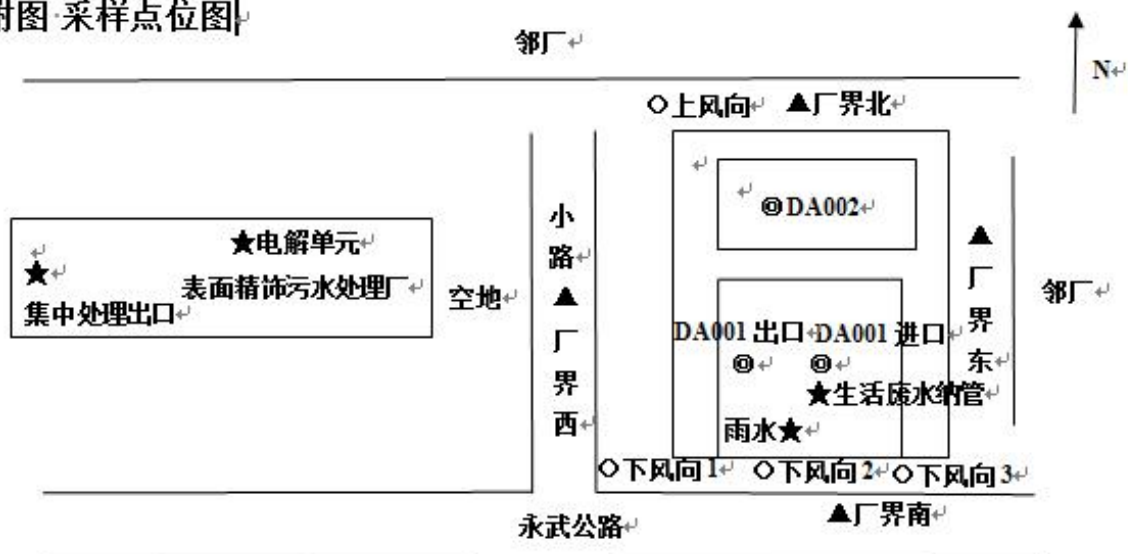 附图 采样点位图
邻厂
N
○上风向 ▲厂界北
◎DA002
★电解单元
★
表面精饰污水处理厂
集中处理出口
空地
小路▲厂界西
▲厂界东
邻厂
DA001 出口 DA001 进口
◎ ◎
★生活废水纳管
雨水★
○下风向 1 ○下风向 2 ○下风向 3
永武公路
▲厂界南